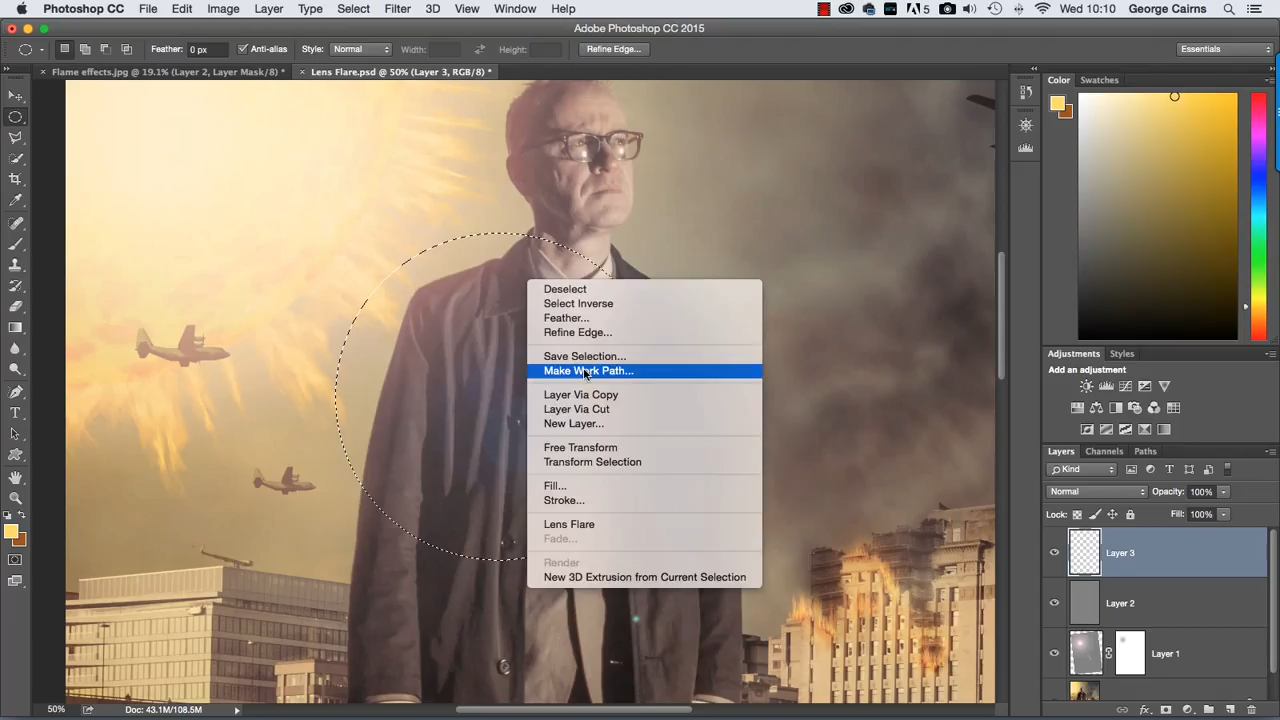 Photoshop CC File Edit Image Layer Type Select Filter 3D View Window Help 5 Wed 10:10 George Cairns
Adobe Photoshop CC 2015
Feather: 0 px Anti-alias Style: Normal Width: Height: Refine Edge... Essentials
Flame effects.jpg @ 19.1% (Layer 2, Layer Mask/8) * Lens Flare.psd @ 50% (Layer 3, RGB/8) *
Color Swatches
Deselect
Select Inverse
Feather...
Refine Edge...
Save Selection...
Make Work Path...
Layer Via Copy
Layer Via Cut
New Layer...
Free Transform
Transform Selection
Fill...
Stroke...
Lens Flare
Fade...
Render
New 3D Extrusion from Current Selection
Adjustments Styles
Add an adjustment
Layers Channels Paths
Kind
Normal Opacity: 100%
Lock: Fill: 100%
Layer 3
Layer 2
Layer 1
50% Doc: 43.1M/108.5M